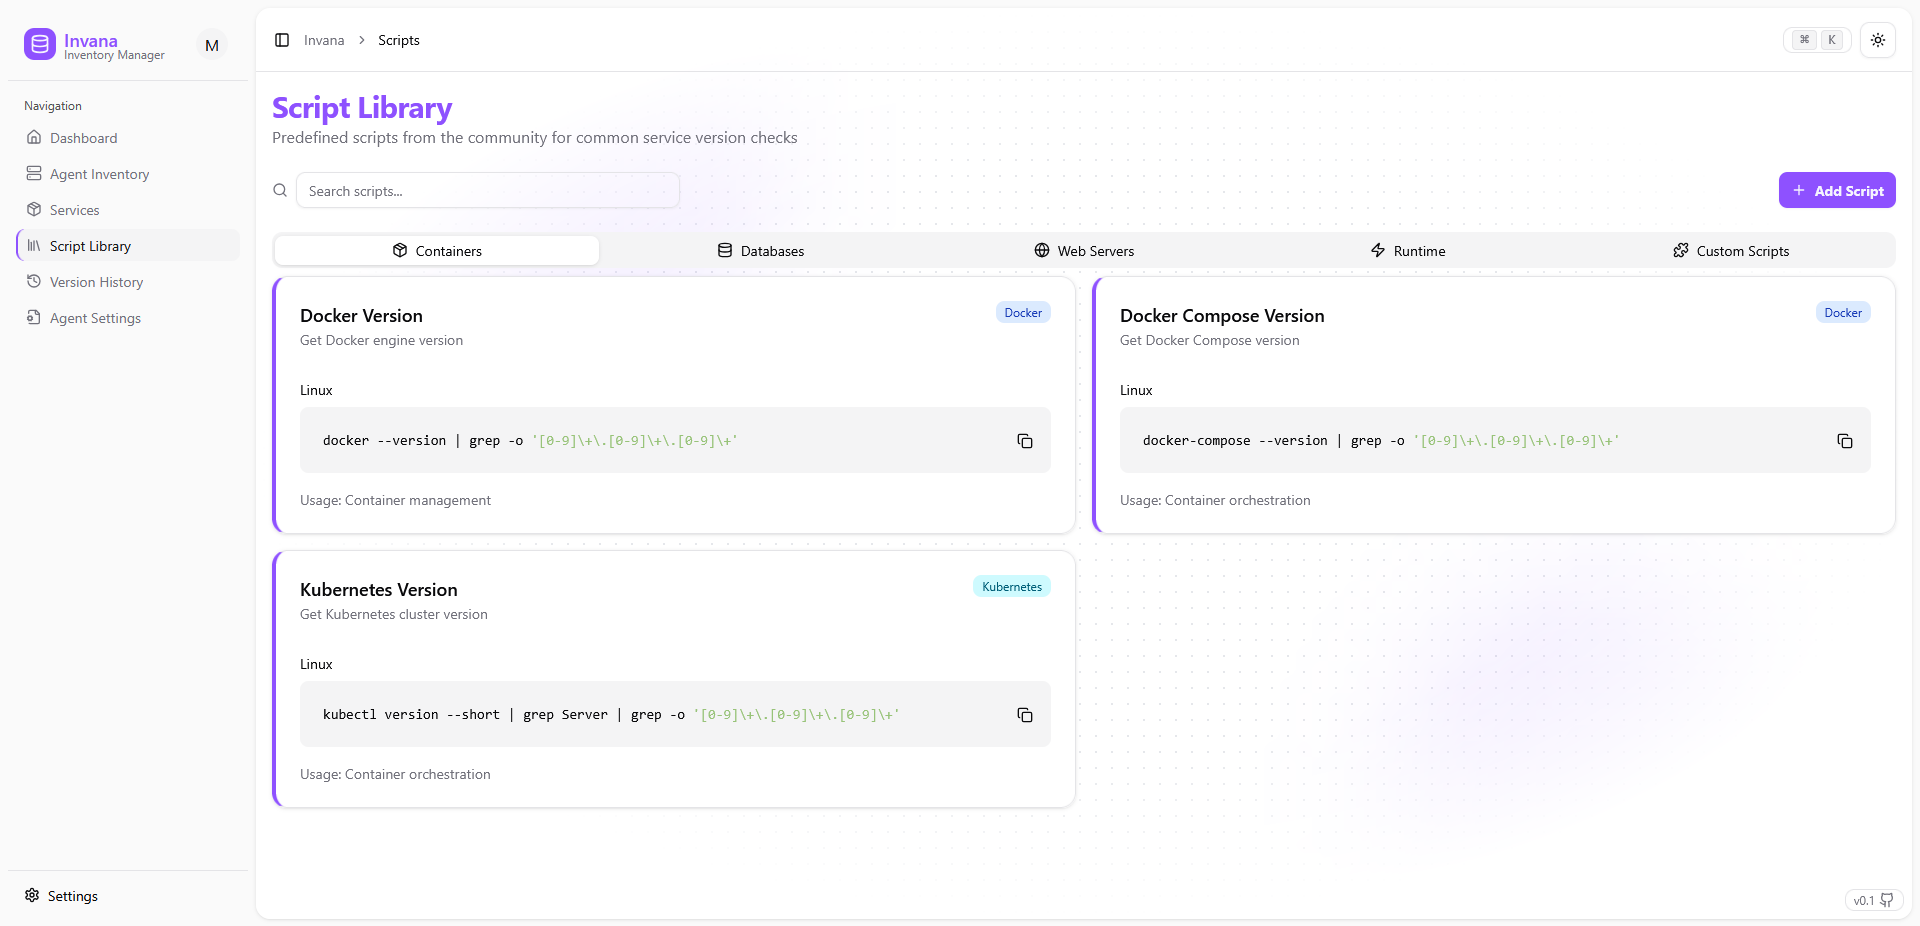 Invana
Inventory Manager
M
Navigation
Dashboard
Agent Inventory
Services
Script Library
Version History
Agent Settings
Settings
Invana > Scripts
⌘ K
Script Library
Predefined scripts from the community for common service version checks
Search scripts...
Add Script
Containers
Databases
Web Servers
Runtime
Custom Scripts
Docker Version
Docker
Get Docker engine version
Linux
docker --version | grep -o '[0-9]\+\.[0-9]\+\.[0-9]\+'
Usage: Container management
Docker Compose Version
Docker
Get Docker Compose version
Linux
docker-compose --version | grep -o '[0-9]\+\.[0-9]\+\.[0-9]\+'
Usage: Container orchestration
Kubernetes Version
Kubernetes
Get Kubernetes cluster version
Linux
kubectl version --short | grep Server | grep -o '[0-9]\+\.[0-9]\+\.[0-9]\+'
Usage: Container orchestration
v0.1